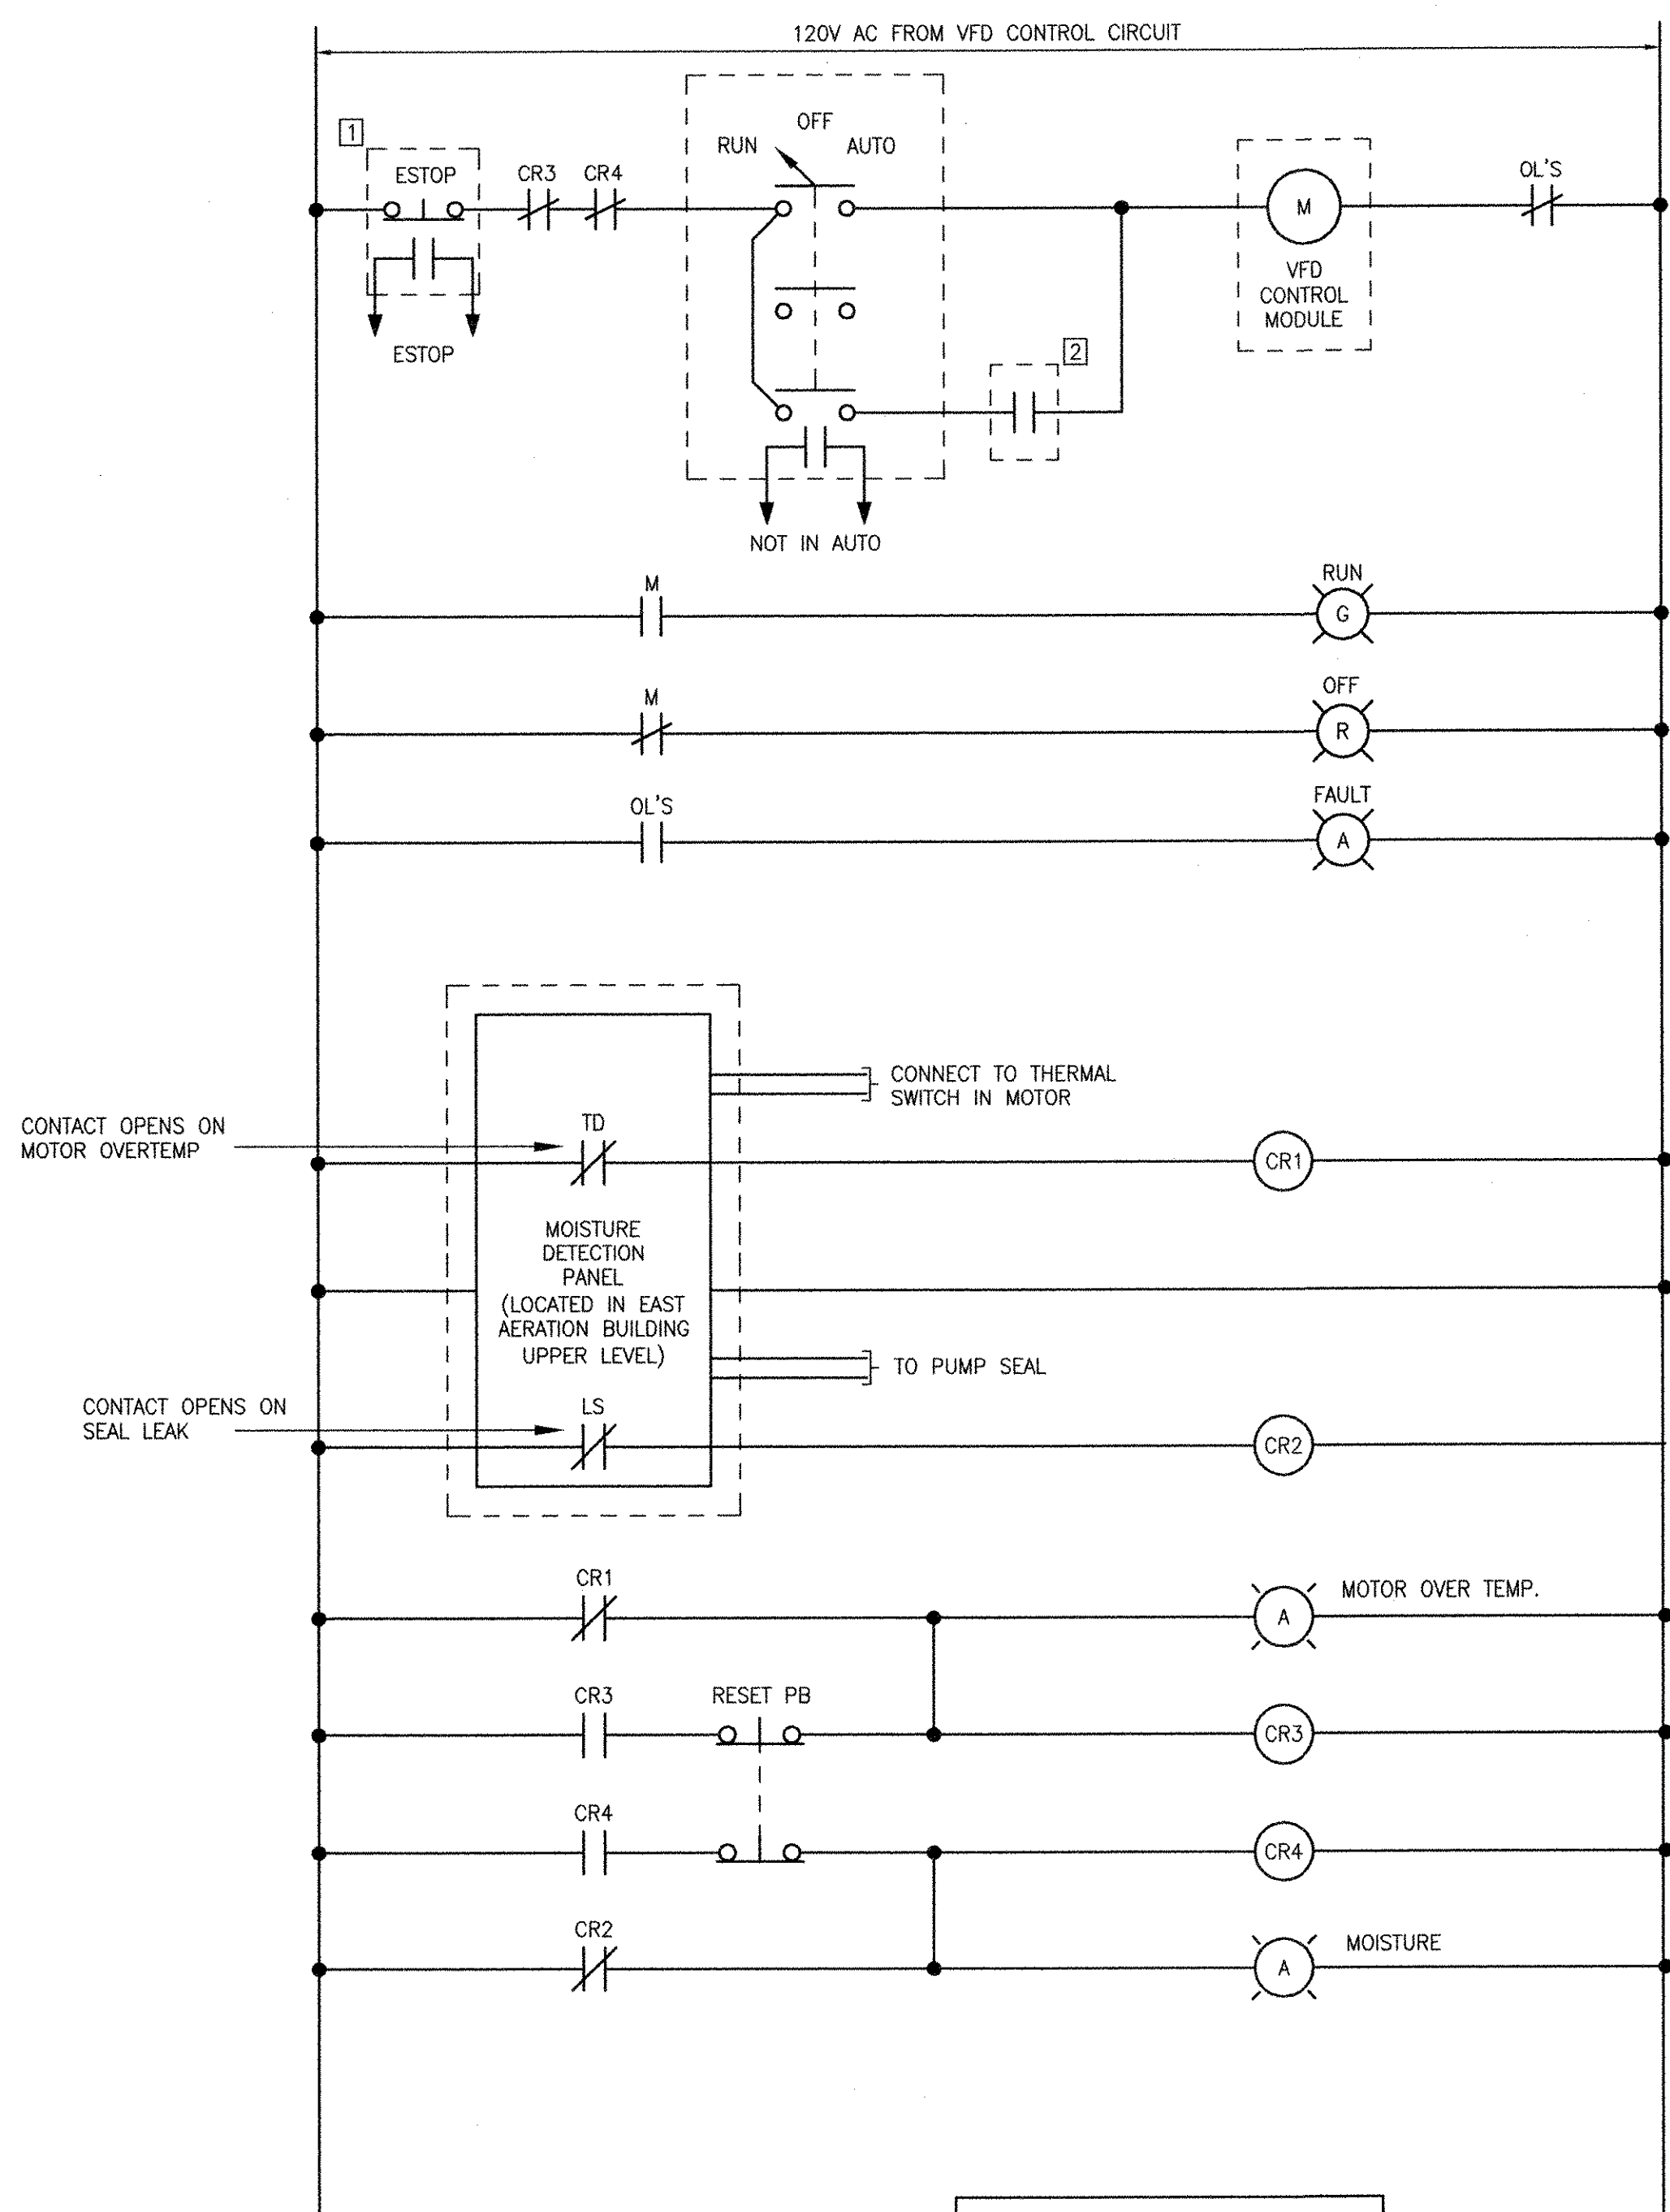 120V AC FROM VFD CONTROL CIRCUIT
1
ESTOP
CR3
CR4
RUN
OFF
AUTO
M
VFD
CONTROL
MODULE
OL'S
ESTOP
2
NOT IN AUTO
M
RUN
G
M
OFF
R
OL'S
FAULT
A
CONNECT TO THERMAL
SWITCH IN MOTOR
CONTACT OPENS ON
MOTOR OVERTEMP
TD
CR1
MOISTURE
DETECTION
PANEL
(LOCATED IN EAST
AERATION BUILDING
UPPER LEVEL)
TO PUMP SEAL
CONTACT OPENS ON
SEAL LEAK
LS
CR2
CR1
A
MOTOR OVER TEMP.
CR3
RESET PB
CR3
CR4
CR4
CR2
A
MOISTURE